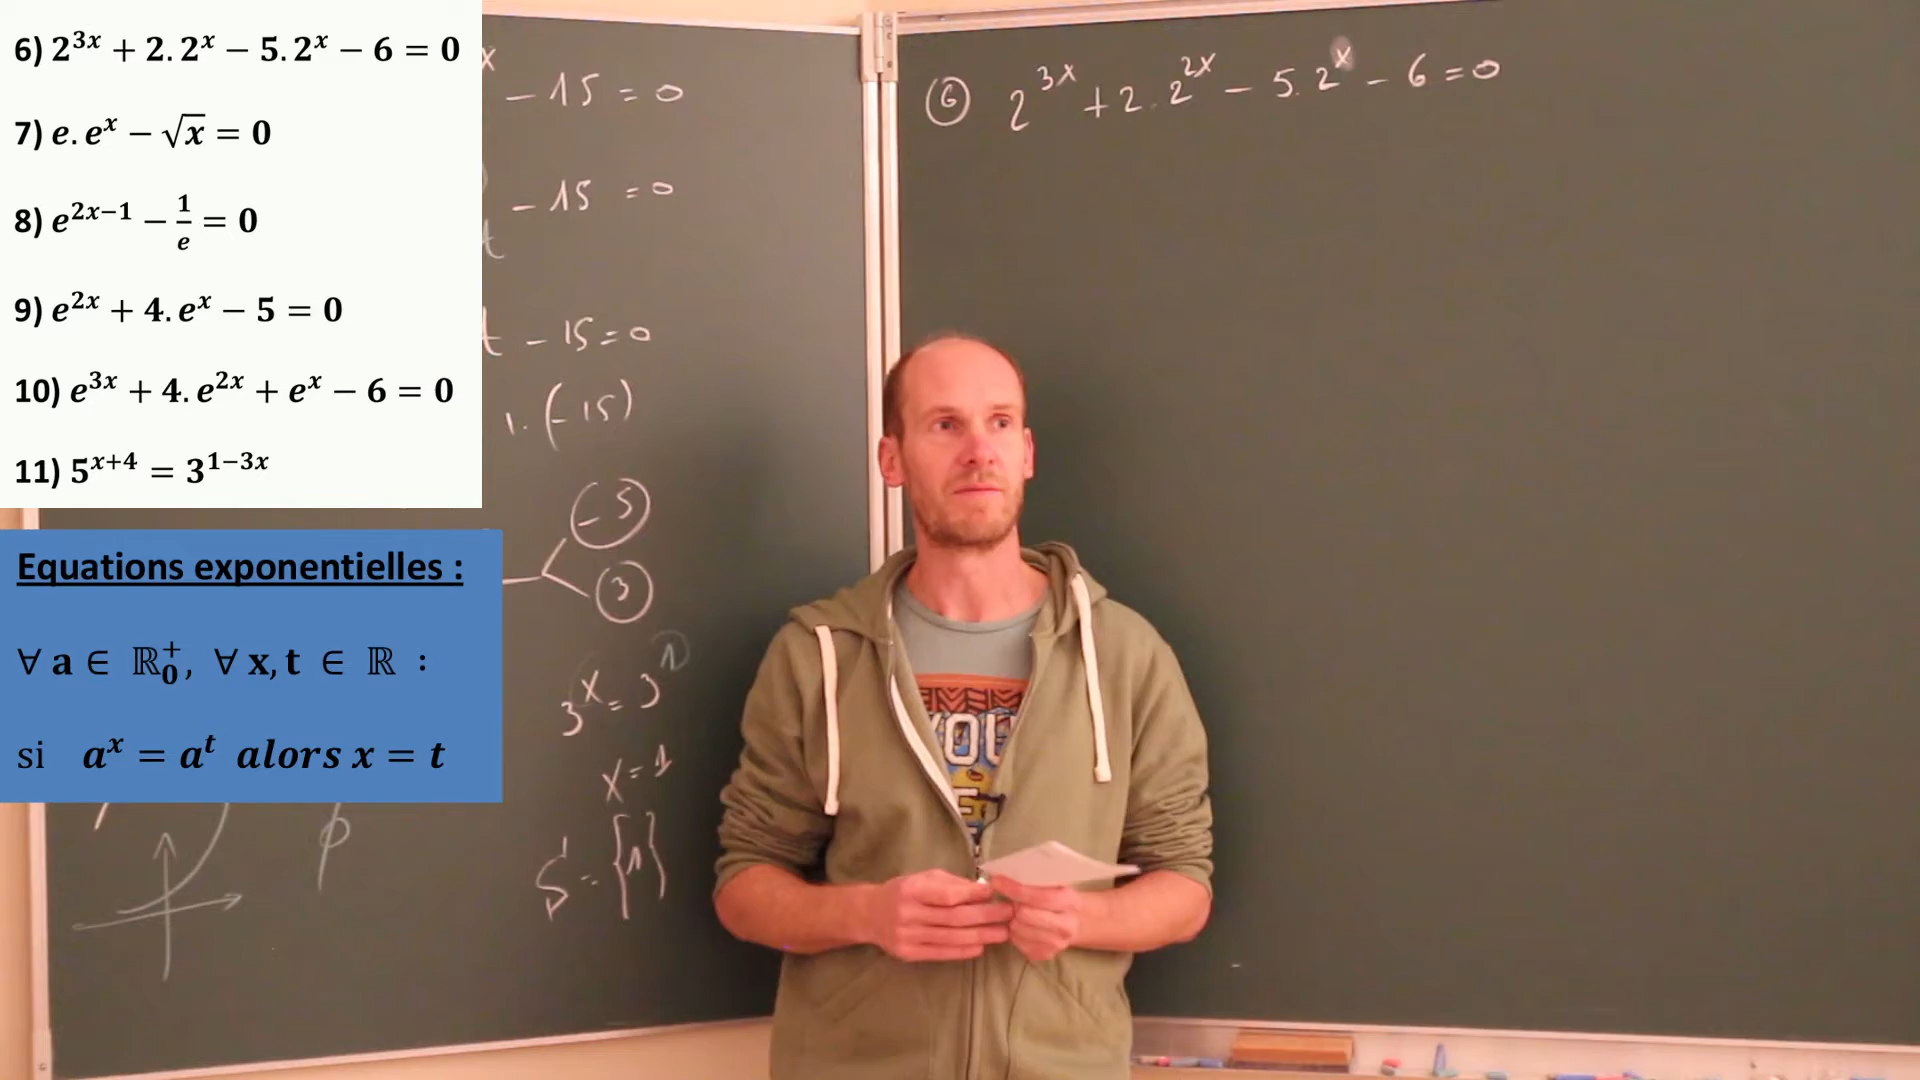 6) 2^{3x} + 2. 2^x − 5. 2^x − 6 = 0
7) e. e^x − √x = 0
8) e^{2x−1} − 1/e = 0
9) e^{2x} + 4. e^x − 5 = 0
10) e^{3x} + 4. e^{2x} + e^x − 6 = 0
11) 5^{x+4} = 3^{1−3x}
Equations exponentielles :
∀ a ∈ ℝ₀⁺, ∀ x, t ∈ ℝ :
si a^x = a^t alors x = t
x − 15 = 0
− 15 = 0
t
t − 15 = 0
1. (−15)
−5
3
3^x = 3^1
x = 1
S = {1}
⑥ 2^{3x} + 2. 2^{2x} − 5. 2^x − 6 = 0
YOU